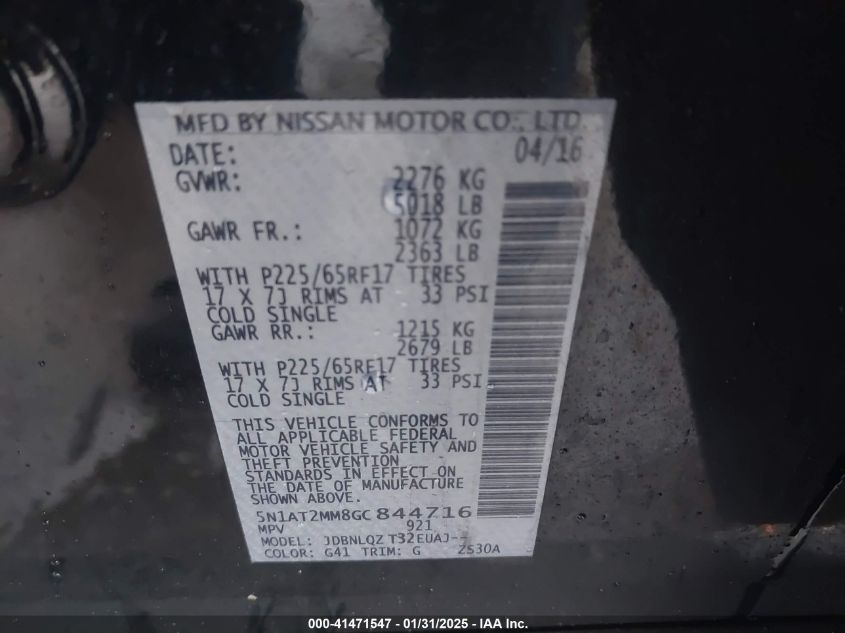 MFD BY NISSAN MOTOR CO., LTD.
DATE: 04/16
GVWR: 2276 KG
5018 LB
GAWR FR.: 1072 KG
2363 LB
WITH P225/65RF17 TIRES
17 X 7J RIMS AT 33 PSI
COLD SINGLE
GAWR RR.: 1215 KG
2679 LB
WITH P225/65RF17 TIRES
17 X 7J RIMS AT 33 PSI
COLD SINGLE
THIS VEHICLE CONFORMS TO
ALL APPLICABLE FEDERAL
MOTOR VEHICLE SAFETY AND
THEFT PREVENTION
STANDARDS IN EFFECT ON
THE DATE OF MANUFACTURE
SHOWN ABOVE.
5N1AT2MM8GC844716
MPV 921
MODEL: JDBNLQZ T32EUAJ--
COLOR: G41 TRIM: G ZS30A
000-41471547 - 01/31/2025 - IAA Inc.